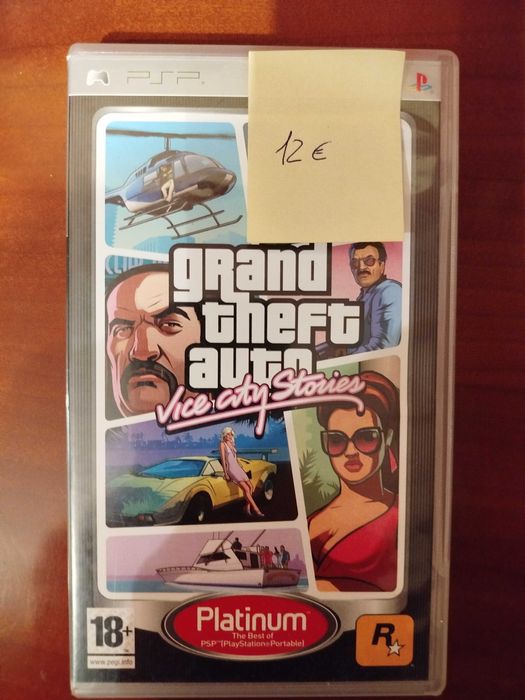 PSP
12 €
grand
theft
auto
Vice City Stories
18+
www.pegi.info
Platinum
The Best of
PSP™(PlayStation®Portable)
R